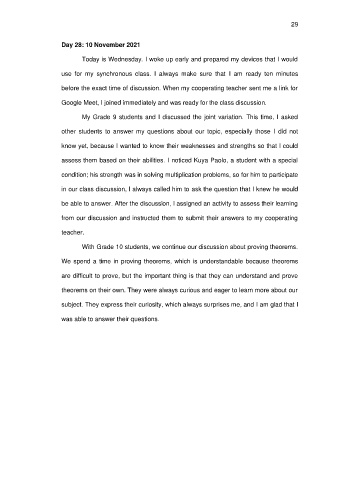 29
Day 28: 10 November 2021
Today is Wednesday. I woke up early and prepared my devices that I would
use for my synchronous class. I always make sure that I am ready ten minutes
before the exact time of discussion. When my cooperating teacher sent me a link for
Google Meet, I joined immediately and was ready for the class discussion.
My Grade 9 students and I discussed the joint variation. This time, I asked
other students to answer my questions about our topic, especially those I did not
know yet, because I wanted to know their weaknesses and strengths so that I could
assess them based on their abilities. I noticed Kuya Paolo, a student with a special
condition; his strength was in solving multiplication problems, so for him to participate
in our class discussion, I always called him to ask the question that I knew he would
be able to answer. After the discussion, I assigned an activity to assess their learning
from our discussion and instructed them to submit their answers to my cooperating
teacher.
With Grade 10 students, we continue our discussion about proving theorems.
We spend a time in proving theorems, which is understandable because theorems
are difficult to prove, but the important thing is that they can understand and prove
theorems on their own. They were always curious and eager to learn more about our
subject. They express their curiosity, which always surprises me, and I am glad that I
was able to answer their questions.